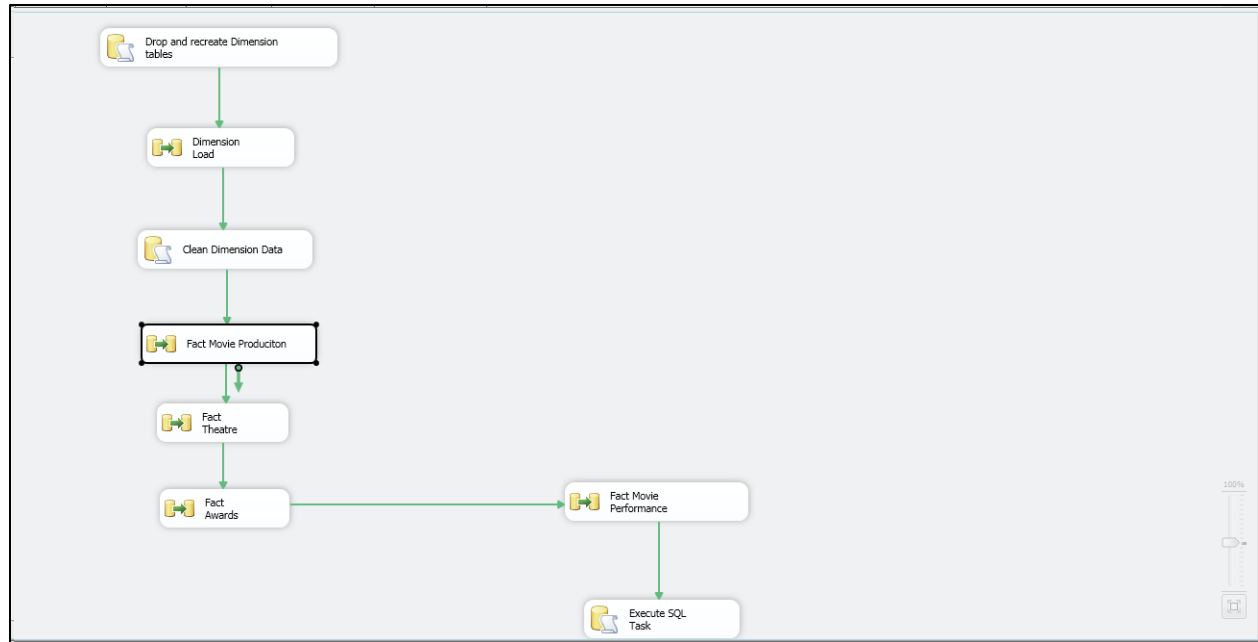 Drop and recreate Dimension
tables
Dimension
Load
Clean Dimension Data
Fact Movie Produciton
Fact
Theatre
Fact
Awards
Fact Movie
Performance
100%
Execute SQL
Task